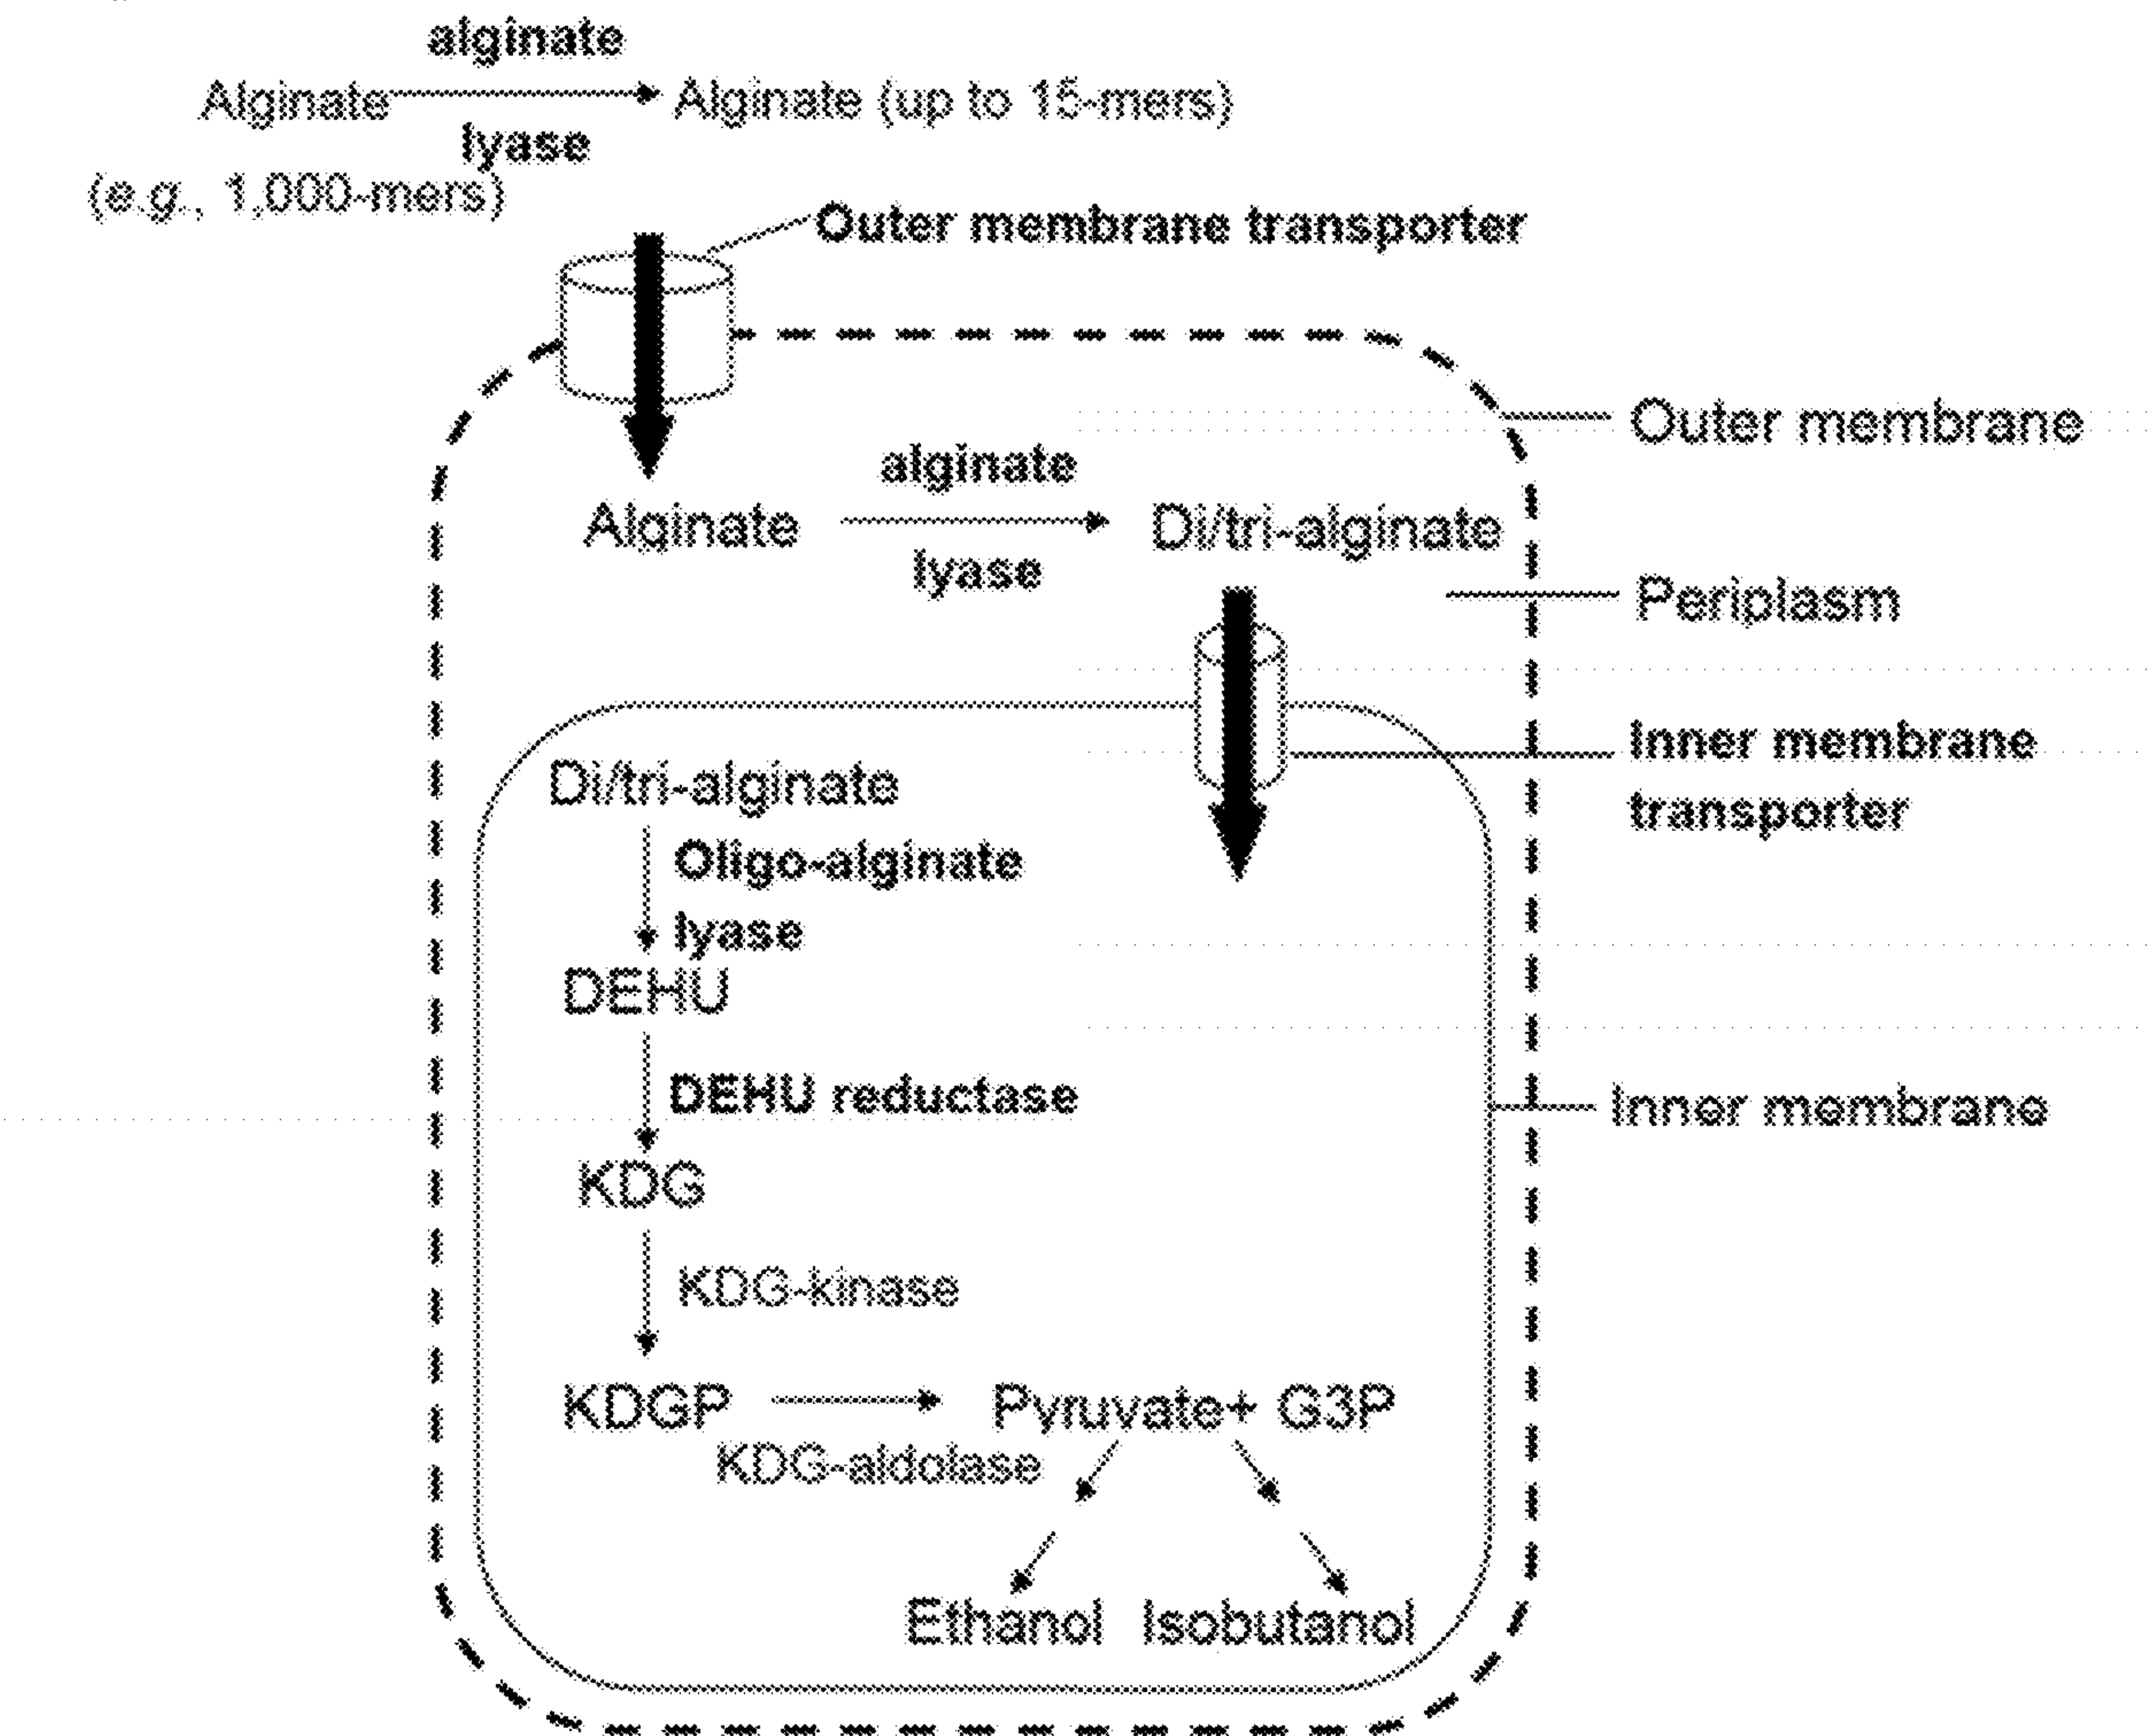 alginate
Alginate Alginate (up to 15-mers)
lyase
(e.g., 1,000-mers)
Outer membrane transporter
Outer membrane
alginate
Alginate Di/tri-alginate
lyase
Periplasm
Inner membrane
transporter
Di/tri-alginate
Oligo-alginate
lyase
DEHU
DEHU reductase
Inner membrane
KDG
KDG-kinase
KDGP Pyruvate+ G3P
KDG-aldolase
Ethanol Isobutanol